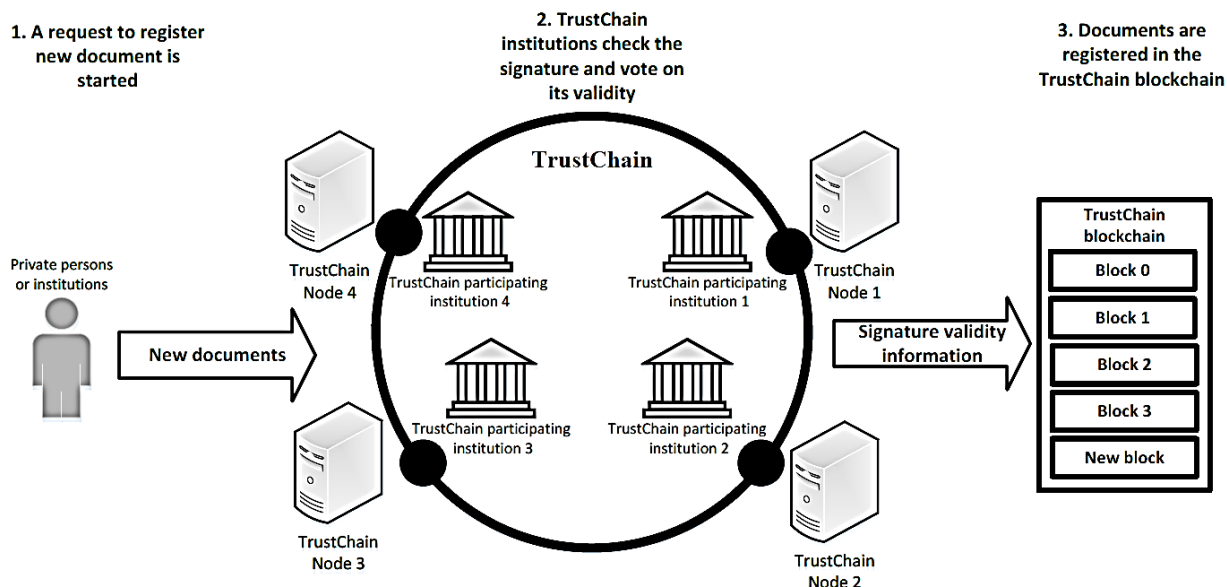 1. A request to register
new document is
started
2. TrustChain
institutions check the
signature and vote on
its validity
3. Documents are
registered in the
TrustChain blockchain
TrustChain
Private persons
or institutions
New documents
TrustChain
Node 4
TrustChain participating
institution 4
TrustChain participating
institution 1
TrustChain
Node 1
TrustChain participating
institution 3
TrustChain participating
institution 2
TrustChain
Node 3
TrustChain
Node 2
Signature validity
information
TrustChain
blockchain
Block 0
Block 1
Block 2
Block 3
New block